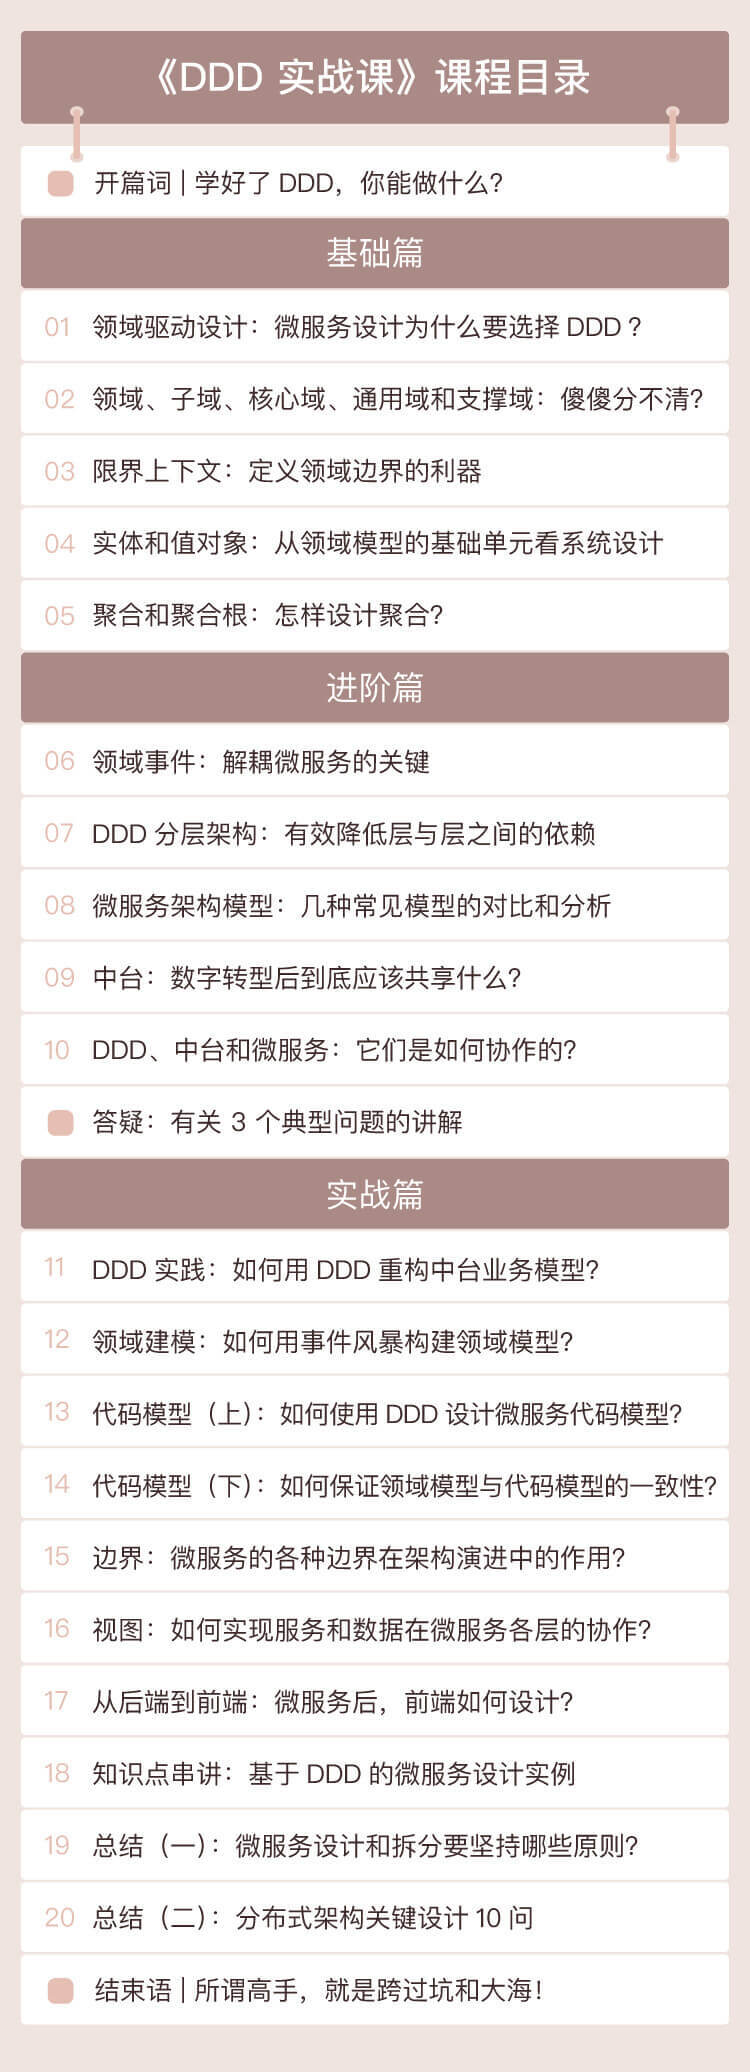 《DDD 实战课》课程目录
开篇词 | 学好了 DDD，你能做什么？
基础篇
01 领域驱动设计：微服务设计为什么要选择 DDD？
02 领域、子域、核心域、通用域和支撑域：傻傻分不清？
03 限界上下文：定义领域边界的利器
04 实体和值对象：从领域模型的基础单元看系统设计
05 聚合和聚合根：怎样设计聚合？
进阶篇
06 领域事件：解耦微服务的关键
07 DDD 分层架构：有效降低层与层之间的依赖
08 微服务架构模型：几种常见模型的对比和分析
09 中台：数字转型后到底应该共享什么？
10 DDD、中台和微服务：它们是如何协作的？
答疑：有关 3 个典型问题的讲解
实战篇
11 DDD 实践：如何用 DDD 重构中台业务模型？
12 领域建模：如何用事件风暴构建领域模型？
13 代码模型（上）：如何使用 DDD 设计微服务代码模型？
14 代码模型（下）：如何保证领域模型与代码模型的一致性？
15 边界：微服务的各种边界在架构演进中的作用？
16 视图：如何实现服务和数据在微服务各层的协作？
17 从后端到前端：微服务后，前端如何设计？
18 知识点串讲：基于 DDD 的微服务设计实例
19 总结（一）：微服务设计和拆分要坚持哪些原则？
20 总结（二）：分布式架构关键设计 10 问
结束语 | 所谓高手，就是跨过坑和大海！